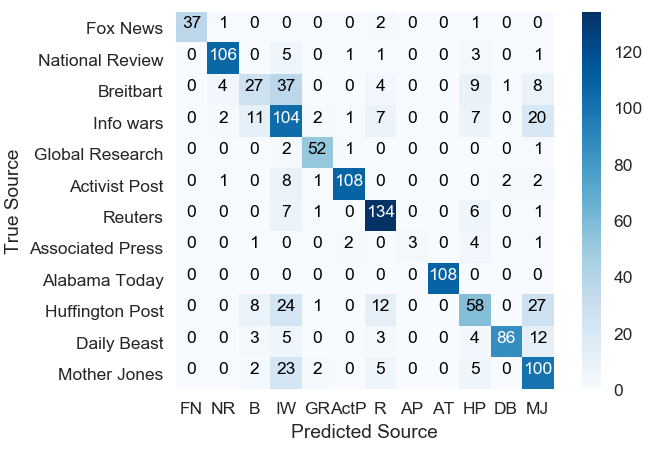 Fox News 37 1 0 0 0 0 2 0 0 1 0 0
National Review 0 106 0 5 0 1 1 0 0 3 0 1
Breitbart 0 4 27 37 0 0 4 0 0 9 1 8
Info wars 0 2 11 104 2 1 7 0 0 7 0 20
Global Research 0 0 0 2 52 1 0 0 0 0 0 1
Activist Post 0 1 0 8 1 108 0 0 0 0 2 2
Reuters 0 0 0 7 1 0 134 0 0 6 0 1
Associated Press 0 0 1 0 0 2 0 3 0 4 0 1
Alabama Today 0 0 0 0 0 0 0 0 108 0 0 0
Huffington Post 0 0 8 24 1 0 12 0 0 58 0 27
Daily Beast 0 0 3 5 0 0 3 0 0 4 86 12
Mother Jones 0 0 2 23 2 0 5 0 0 5 0 100
FN NR B IW GR ActP R AP AT HP DB MJ
Predicted Source
True Source
120
100
80
60
40
20
0